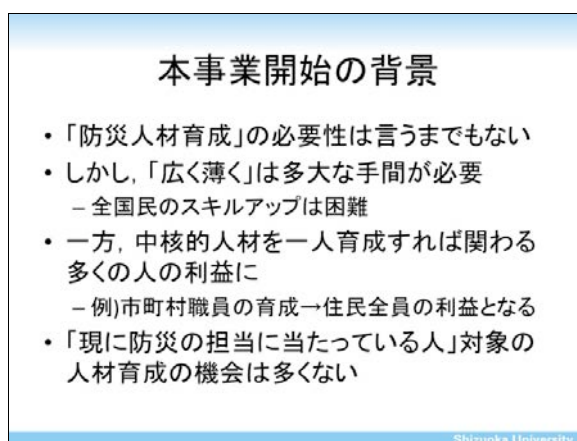 本事業開始の背景
• 「防災人材育成」の必要性は言うまでもない
• しかし，「広く薄く」は多大な手間が必要
– 全国民のスキルアップは困難
• 一方，中核的人材を一人育成すれば関わる
多くの人の利益に
– 例)市町村職員の育成→住民全員の利益となる
• 「現に防災の担当に当たっている人」対象の
人材育成の機会は多くない
Shizuoka University